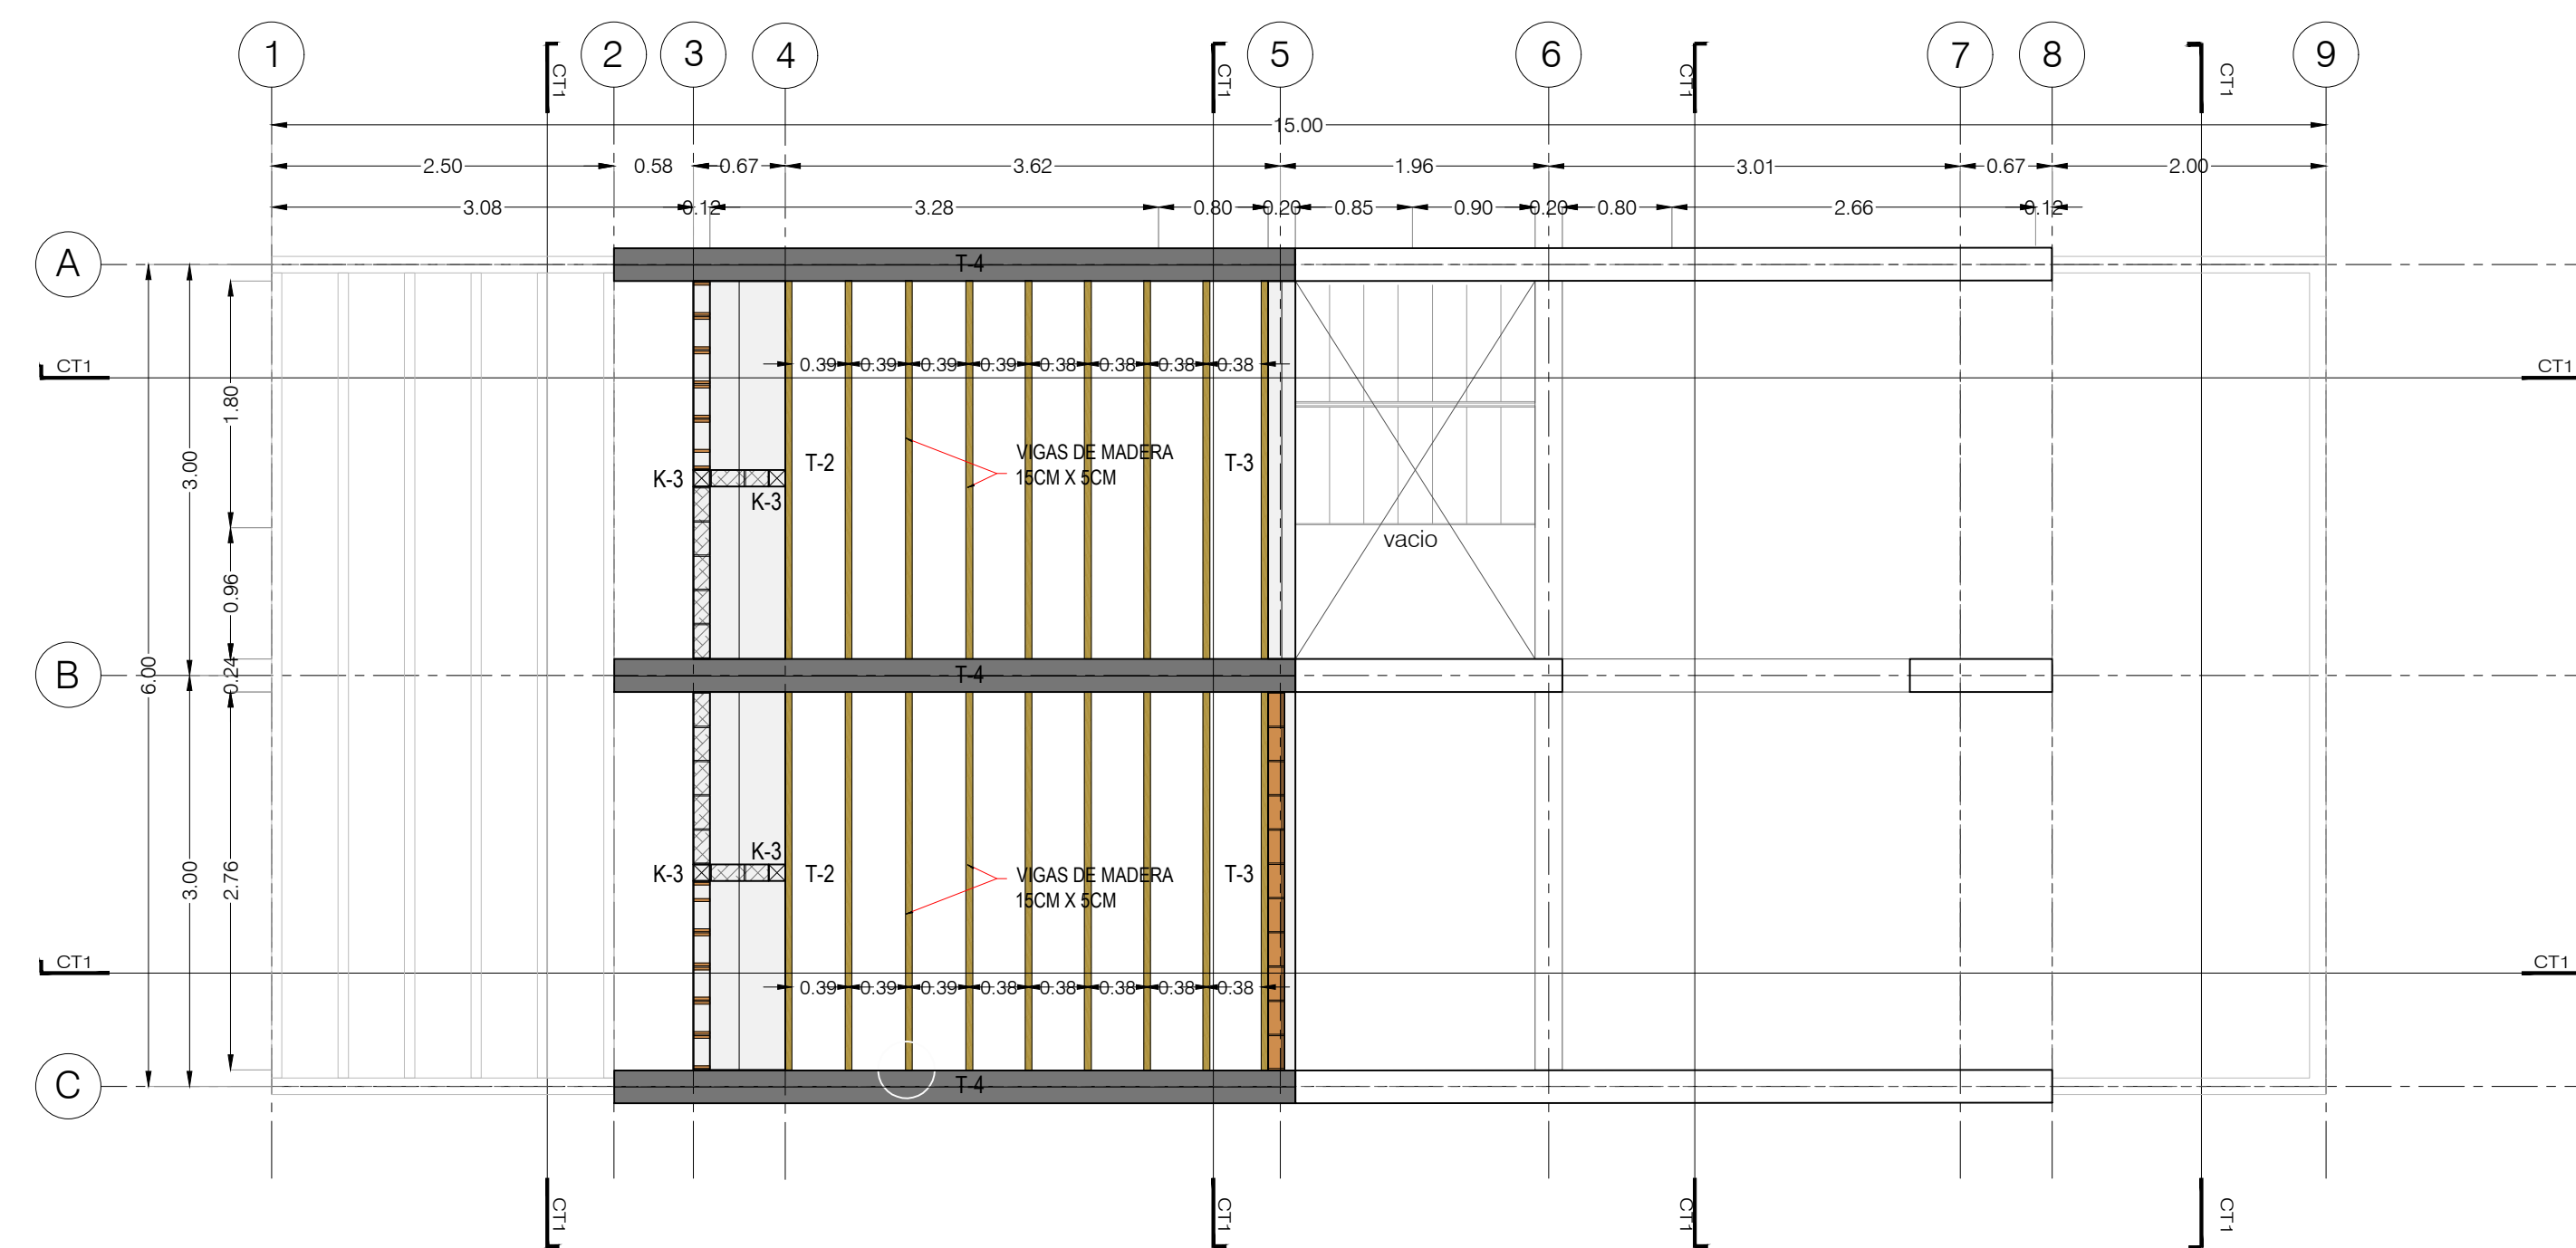 1 2 3 4 5 6 7 8 9
CT1 CT1 CT1 CT1
15.00
2.50 0.58 0.67 3.62 1.96 3.01 0.67 2.00
3.08 0.12 3.28 0.80 0.20 0.85 0.90 0.20 0.80 2.66 0.12
A
T-4
CT1 CT1
0.39 0.39 0.39 0.39 0.38 0.38 0.38 0.38
1.80
3.00
VIGAS DE MADERA
15CM X 5CM
T-2 T-3
K-3
K-3
vacio
0.96
6.00
0.24
B
T-4
K-3
K-3 T-2 T-3
VIGAS DE MADERA
15CM X 5CM
3.00
2.76
CT1 CT1
0.39 0.39 0.39 0.38 0.38 0.38 0.38 0.38
C
T-4
CT1 CT1 CT1 CT1